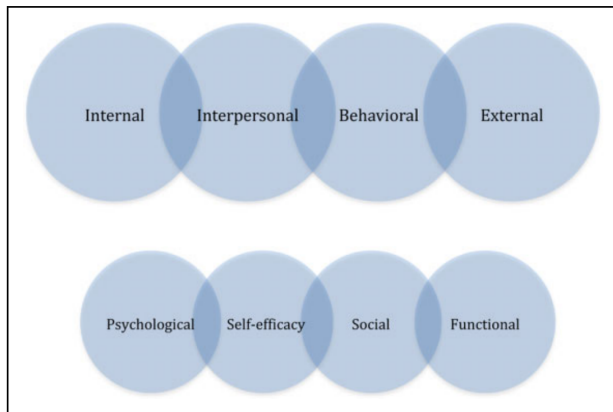 Internal Interpersonal Behavioral External
Psychological Self-efficacy Social Functional